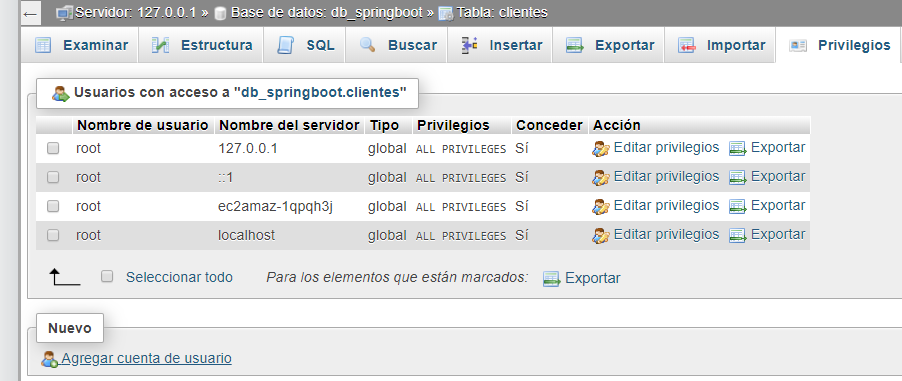 Servidor: 127.0.0.1 » Base de datos: db_springboot » Tabla: clientes
Examinar Estructura SQL Buscar Insertar Exportar Importar Privilegios
Usuarios con acceso a "db_springboot.clientes"
Nombre de usuario Nombre del servidor Tipo Privilegios Conceder Acción
root 127.0.0.1 global ALL PRIVILEGES Sí Editar privilegios Exportar
root ::1 global ALL PRIVILEGES Sí Editar privilegios Exportar
root ec2amaz-1qpqh3j global ALL PRIVILEGES Sí Editar privilegios Exportar
root localhost global ALL PRIVILEGES Sí Editar privilegios Exportar
Seleccionar todo Para los elementos que están marcados: Exportar
Nuevo
Agregar cuenta de usuario